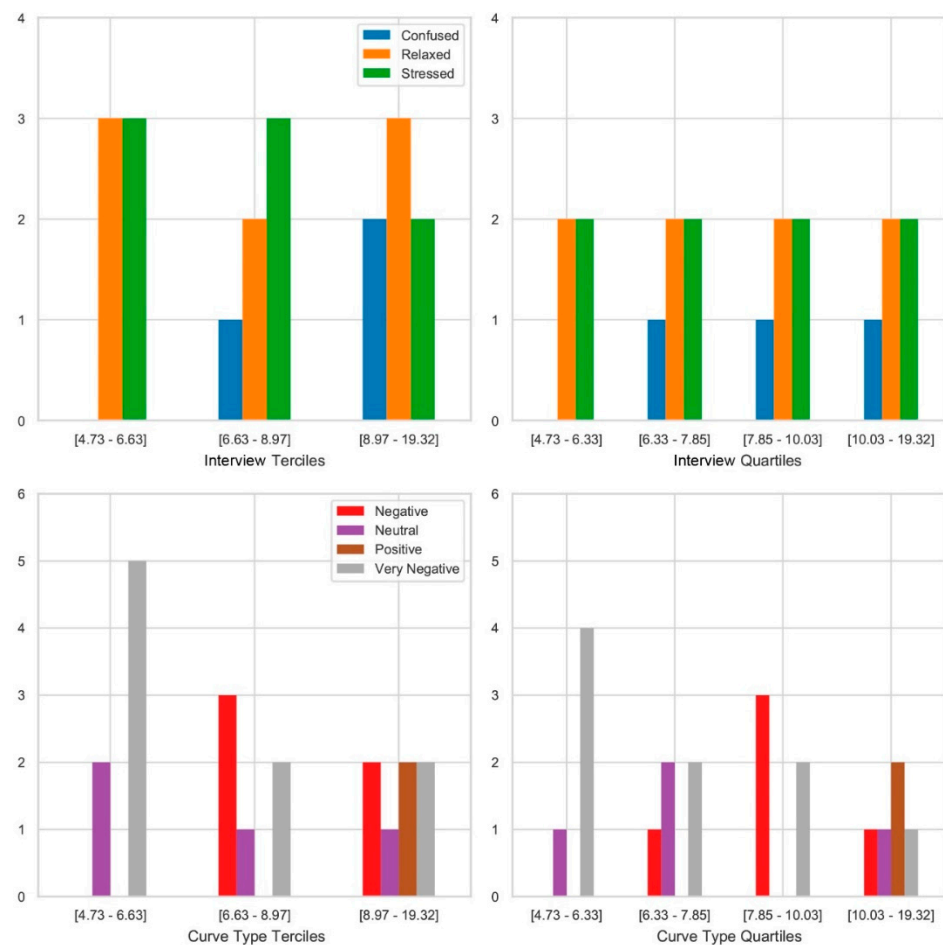 4
3
2
1
0
Confused
Relaxed
Stressed
[4.73 - 6.63] [6.63 - 8.97] [8.97 - 19.32]
Interview Terciles
4
3
2
1
0
[4.73 - 6.33] [6.33 - 7.85] [7.85 - 10.03] [10.03 - 19.32]
Interview Quartiles
6
5
4
3
2
1
0
Negative
Neutral
Positive
Very Negative
[4.73 - 6.63] [6.63 - 8.97] [8.97 - 19.32]
Curve Type Terciles
6
5
4
3
2
1
0
[4.73 - 6.33] [6.33 - 7.85] [7.85 - 10.03] [10.03 - 19.32]
Curve Type Quartiles